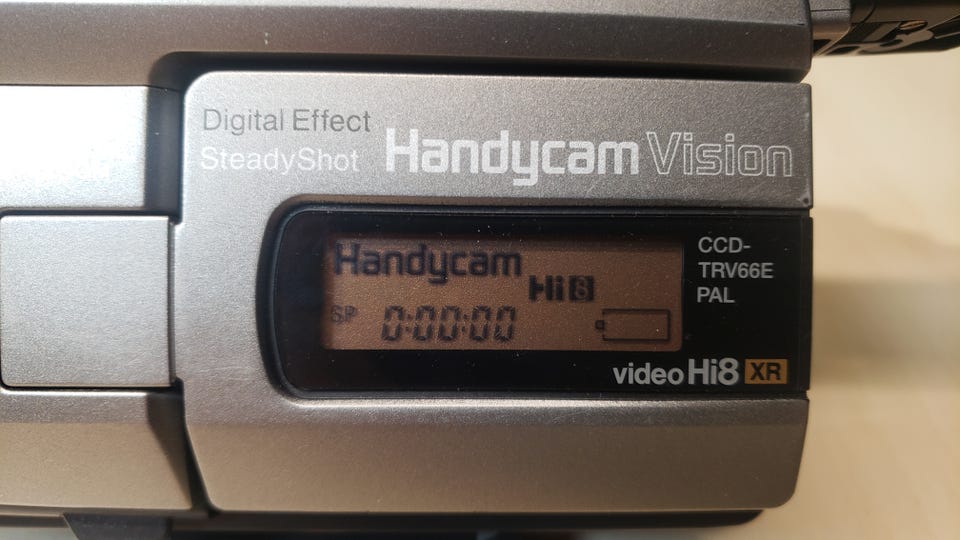 Digital Effect
SteadyShot
Handycam Vision
Handycam
Hi8
SP 0:00:00
CCD-
TRV66E
PAL
video Hi8 XR